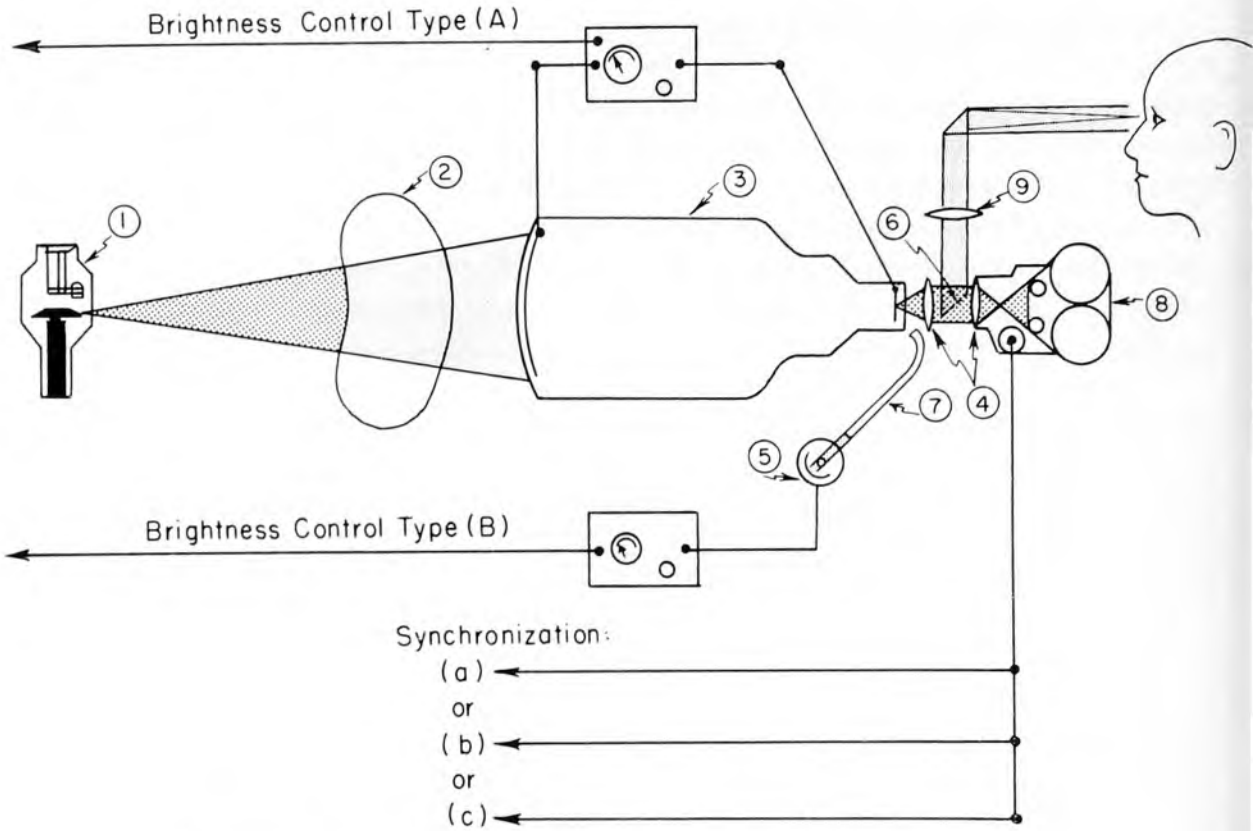 Brightness Control Type (A)
1
2
3
9
6
8
7
4
5
Brightness Control Type (B)
Synchronization:
(a)
or
(b)
or
(c)